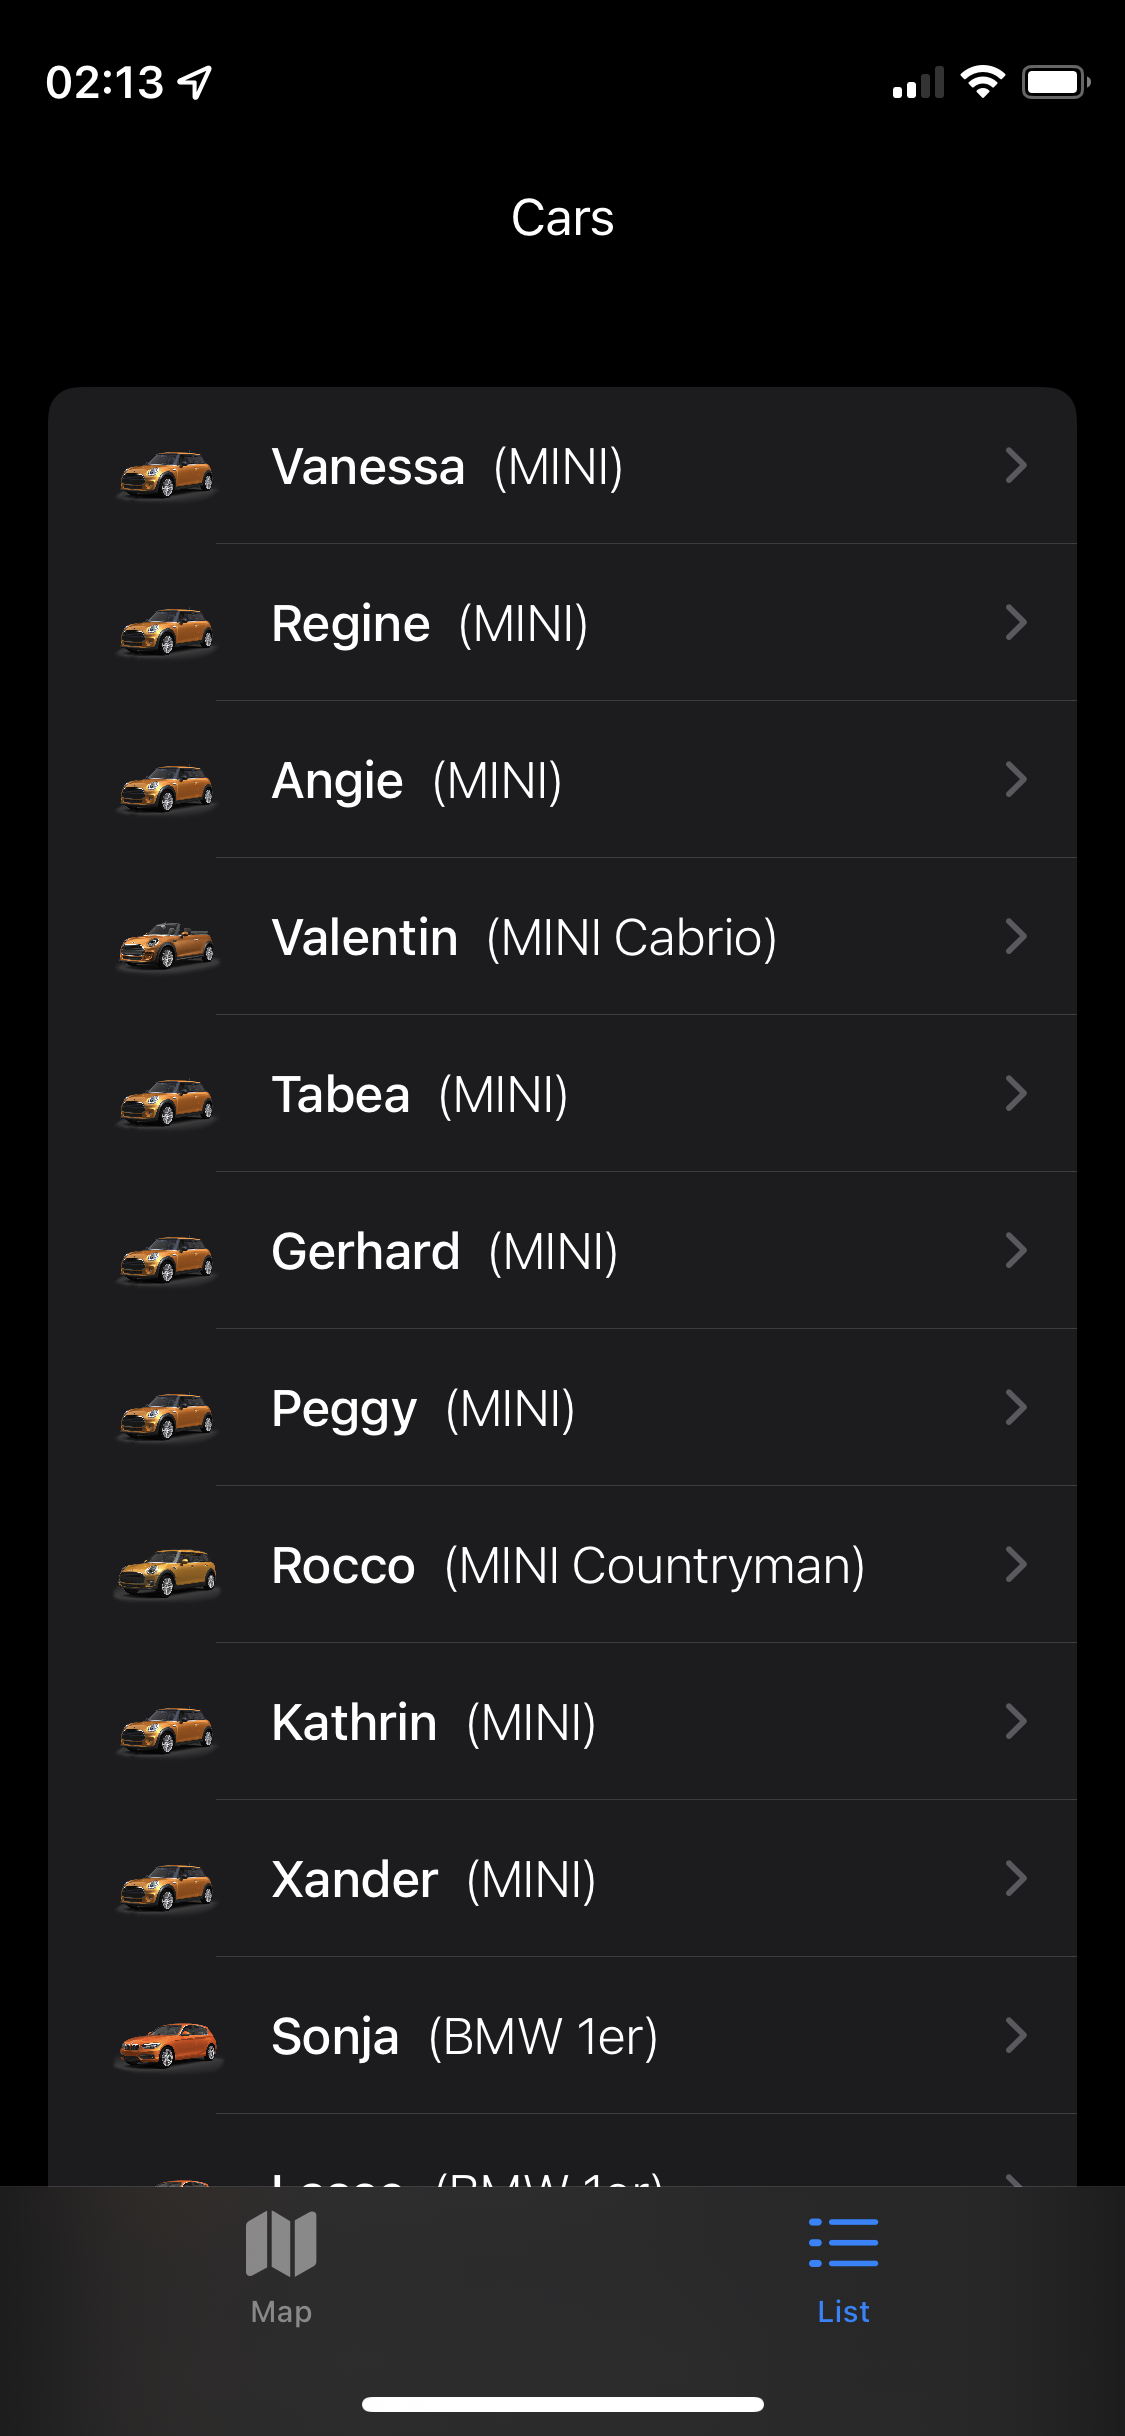 02:13
Cars
Vanessa (MINI)
Regine (MINI)
Angie (MINI)
Valentin (MINI Cabrio)
Tabea (MINI)
Gerhard (MINI)
Peggy (MINI)
Rocco (MINI Countryman)
Kathrin (MINI)
Xander (MINI)
Sonja (BMW 1er)
(BMW 1er)
Map
List